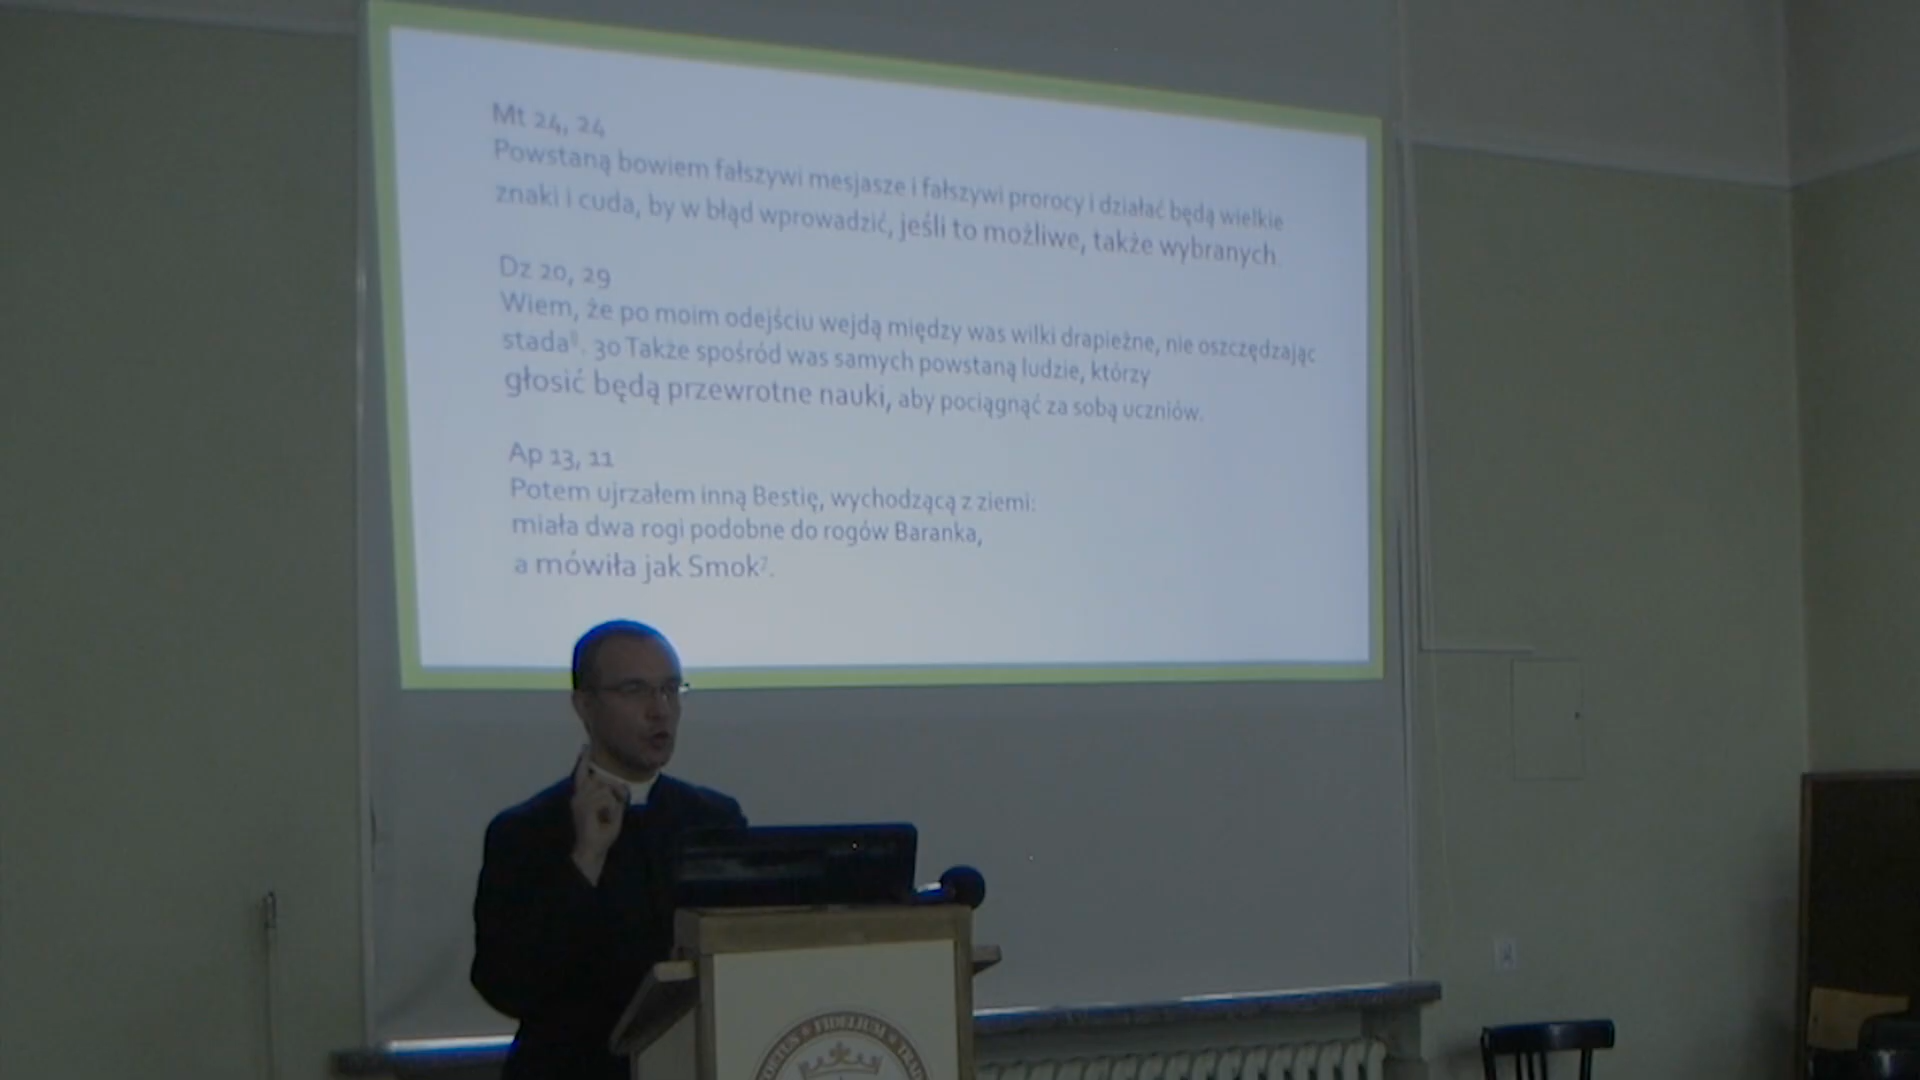 Mt 24, 24
Powstaną bowiem fałszywi mesjasze i fałszywi prorocy i działać będą wielkie
znaki i cuda, by w błąd wprowadzić, jeśli to możliwe, także wybranych.
Dz 20, 29
Wiem, że po moim odejściu wejdą między was wilki drapieżne, nie oszczędzając
stada⁸. 30 Także spośród was samych powstaną ludzie, którzy
głosić będą przewrotne nauki, aby pociągnąć za sobą uczniów.
Ap 13, 11
Potem ujrzałem inną Bestię, wychodzącą z ziemi:
miała dwa rogi podobne do rogów Baranka,
a mówiła jak Smok⁷.
FIDELIUM